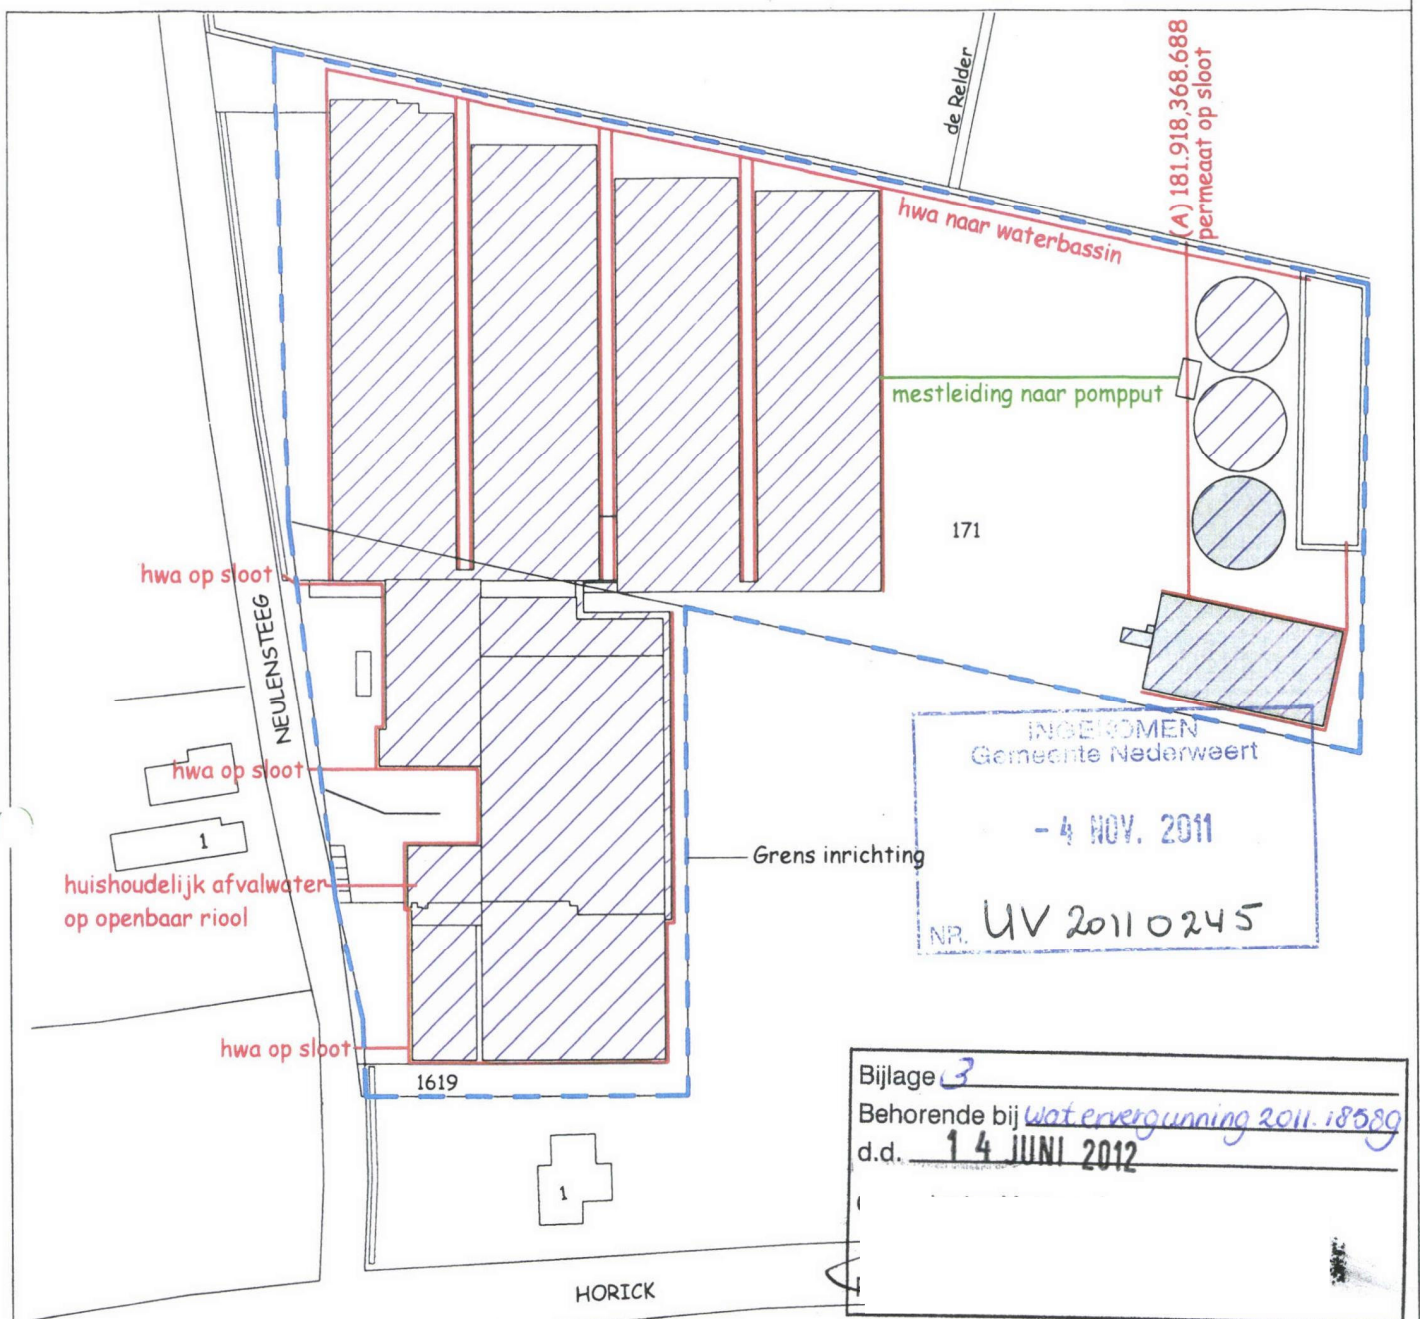 de Relder
(A) 181.918,368.688
permeaat op sloot
hwa naar waterbassin
mestleiding naar pompput
171
hwa op sloot
NEULENSTEEG
hwa op sloot
1
huishoudelijk afvalwater
op openbaar riool
Grens inrichting
INGEKOMEN
Gemeente Nederweert
- 4 NOV. 2011
NR. UV 20110245
hwa op sloot
1619
1
HORICK
Bijlage 3
Behorende bij watervergunning 2011.18589
d.d. 14 JUNI 2012